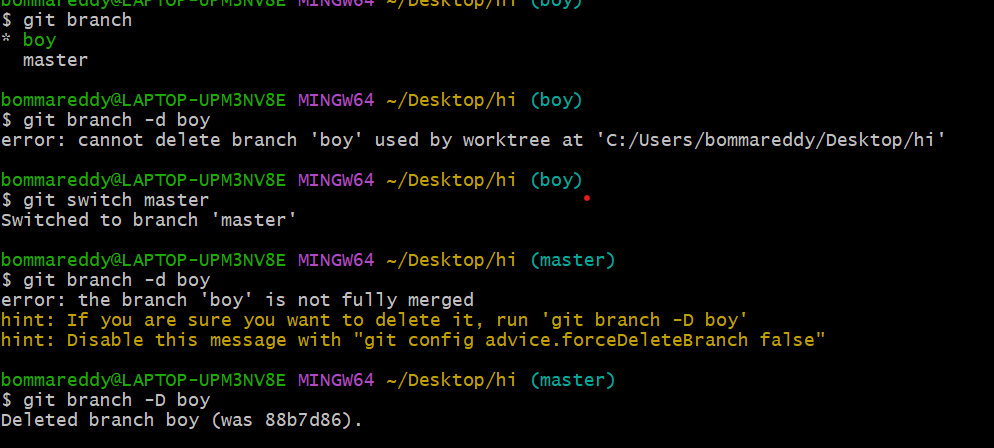 bommareddy@LAPTOP-UPM3NV8E MINGW64 ~/Desktop/hi (boy)
$ git branch
* boy
  master
bommareddy@LAPTOP-UPM3NV8E MINGW64 ~/Desktop/hi (boy)
$ git branch -d boy
error: cannot delete branch 'boy' used by worktree at 'C:/Users/bommareddy/Desktop/hi'
bommareddy@LAPTOP-UPM3NV8E MINGW64 ~/Desktop/hi (boy)
$ git switch master
Switched to branch 'master'
bommareddy@LAPTOP-UPM3NV8E MINGW64 ~/Desktop/hi (master)
$ git branch -d boy
error: the branch 'boy' is not fully merged
hint: If you are sure you want to delete it, run 'git branch -D boy'
hint: Disable this message with "git config advice.forceDeleteBranch false"
bommareddy@LAPTOP-UPM3NV8E MINGW64 ~/Desktop/hi (master)
$ git branch -D boy
Deleted branch boy (was 88b7d86).